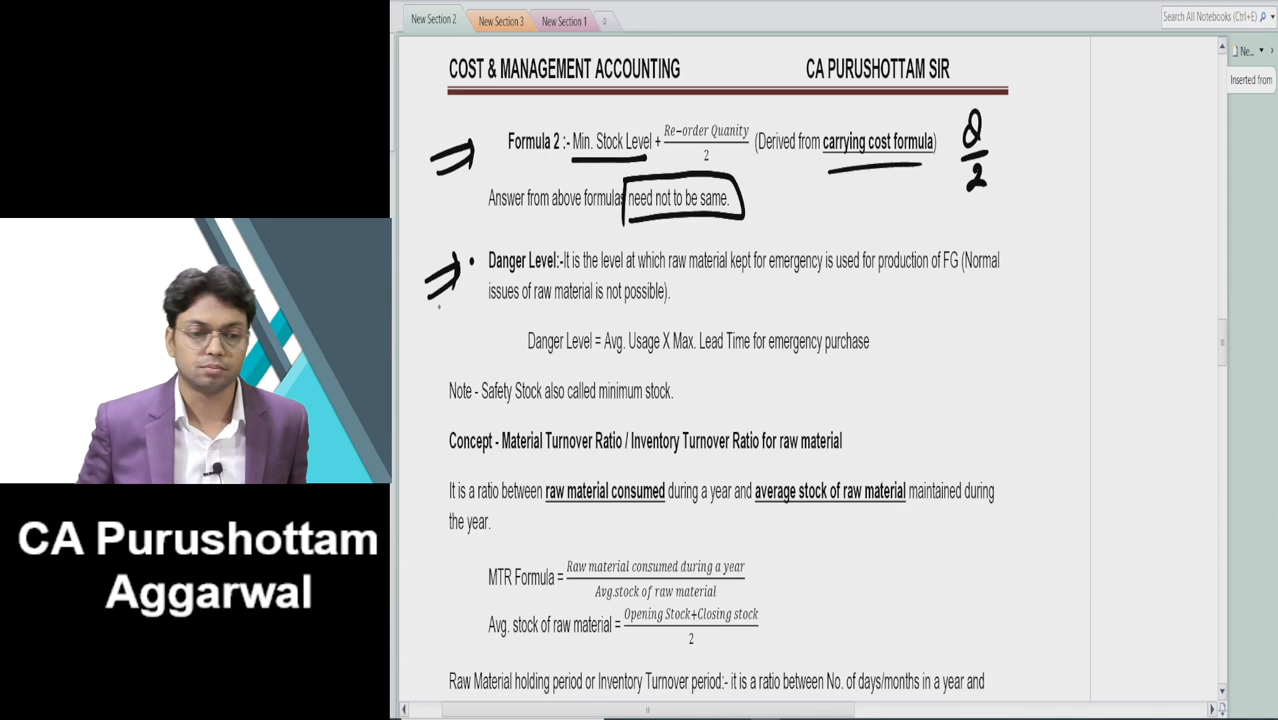 New Section 2
New Section 3
New Section 1
Search All Notebooks (Ctrl+E)
Ne...
Inserted from
COST & MANAGEMENT ACCOUNTING CA PURUSHOTTAM SIR
Formula 2 :- Min. Stock Level + Re-order Quanity / 2 (Derived from carrying cost formula)
Q/2
Answer from above formulas need not to be same.
• Danger Level:-It is the level at which raw material kept for emergency is used for production of FG (Normal
issues of raw material is not possible).
Danger Level = Avg. Usage X Max. Lead Time for emergency purchase
Note - Safety Stock also called minimum stock.
Concept - Material Turnover Ratio / Inventory Turnover Ratio for raw material
It is a ratio between raw material consumed during a year and average stock of raw material maintained during
the year.
MTR Formula = Raw material consumed during a year / Avg.stock of raw material
Avg. stock of raw material = Opening Stock+Closing stock / 2
Raw Material holding period or Inventory Turnover period:- it is a ratio between No. of days/months in a year and
CA Purushottam
Aggarwal